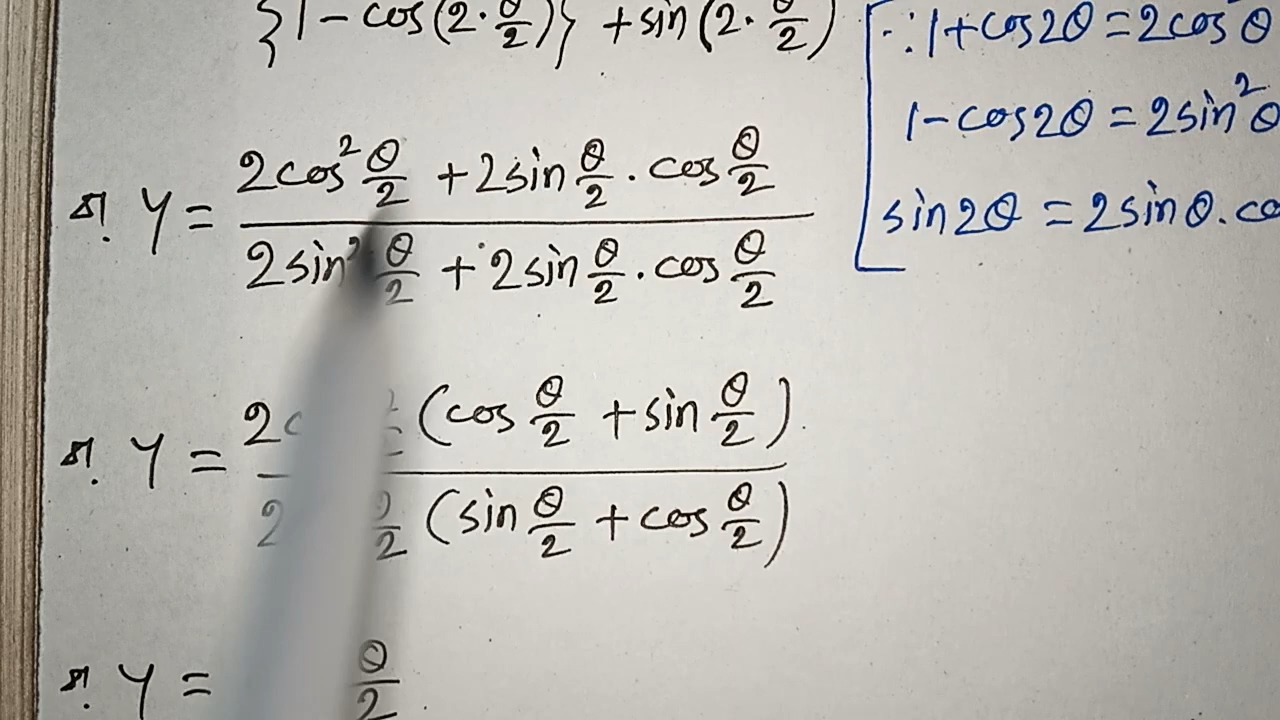 {1 - cos(2·θ/2)} + sin(2·θ/2)
বা, Y = (2cos²θ/2 + 2sinθ/2 · cosθ/2) / (2sin²θ/2 + 2sinθ/2 · cosθ/2)
বা, Y = 2 (cosθ/2 + sinθ/2) / 2 θ/2 (sinθ/2 + cosθ/2)
বা, Y = θ/2
[∵ 1 + cos2θ = 2cos θ
1 - cos2θ = 2sin²θ
sin2θ = 2sinθ.